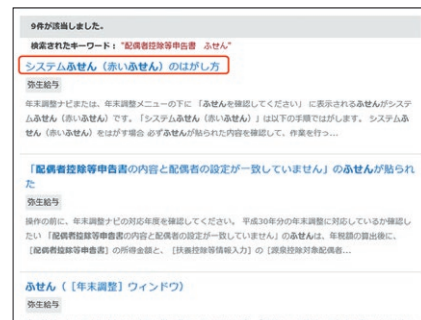 9件が該当しました。
検索されたキーワード："配偶者控除等申告書　ふせん"
システムふせん（赤いふせん）のはがし方
弥生給与
年末調整ナビまたは、年末調整メニューの下に「ふせんを確認してください」に表示されるふせんがシステ
ムふせん（赤いふせん）です。「システムふせん（赤いふせん）」は以下の手順ではがします。 システムふ
せん（赤いふせん）をはがす場合 必ずふせんが貼られた内容を確認して、作業を行っ...
「配偶者控除等申告書の内容と配偶者の設定が一致していません」のふせんが貼られ
た
弥生給与
操作の前に、年末調整ナビの対応年度を確認してください。 平成30年分の年末調整に対応しているか確認し
たい 「配偶者控除等申告書の内容と配偶者の設定が一致していません」のふせんは、年税額の算出後に、
［配偶者控除等申告書］の所得金額と、［扶養控除等情報入力］の［源泉控除対象配偶者...
ふせん（［年末調整］ウィンドウ）
弥生給与